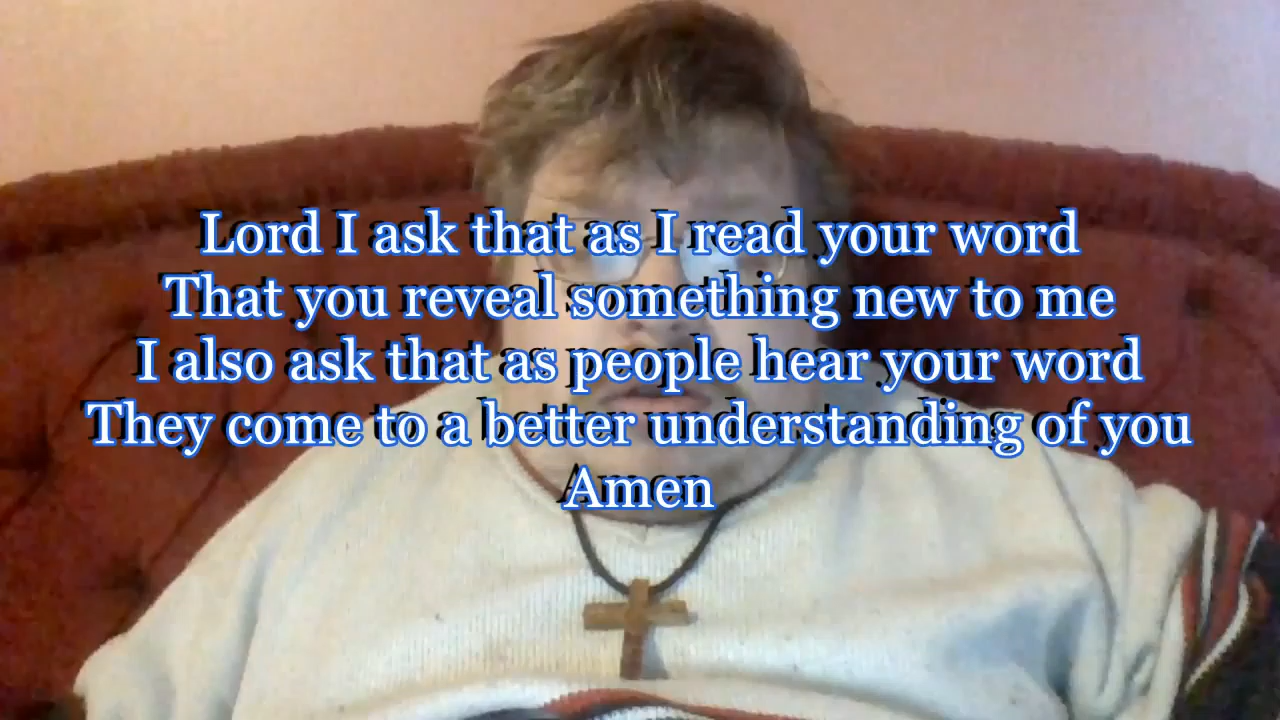 Lord I ask that as I read your word
That you reveal something new to me
I also ask that as people hear your word
They come to a better understanding of you
Amen